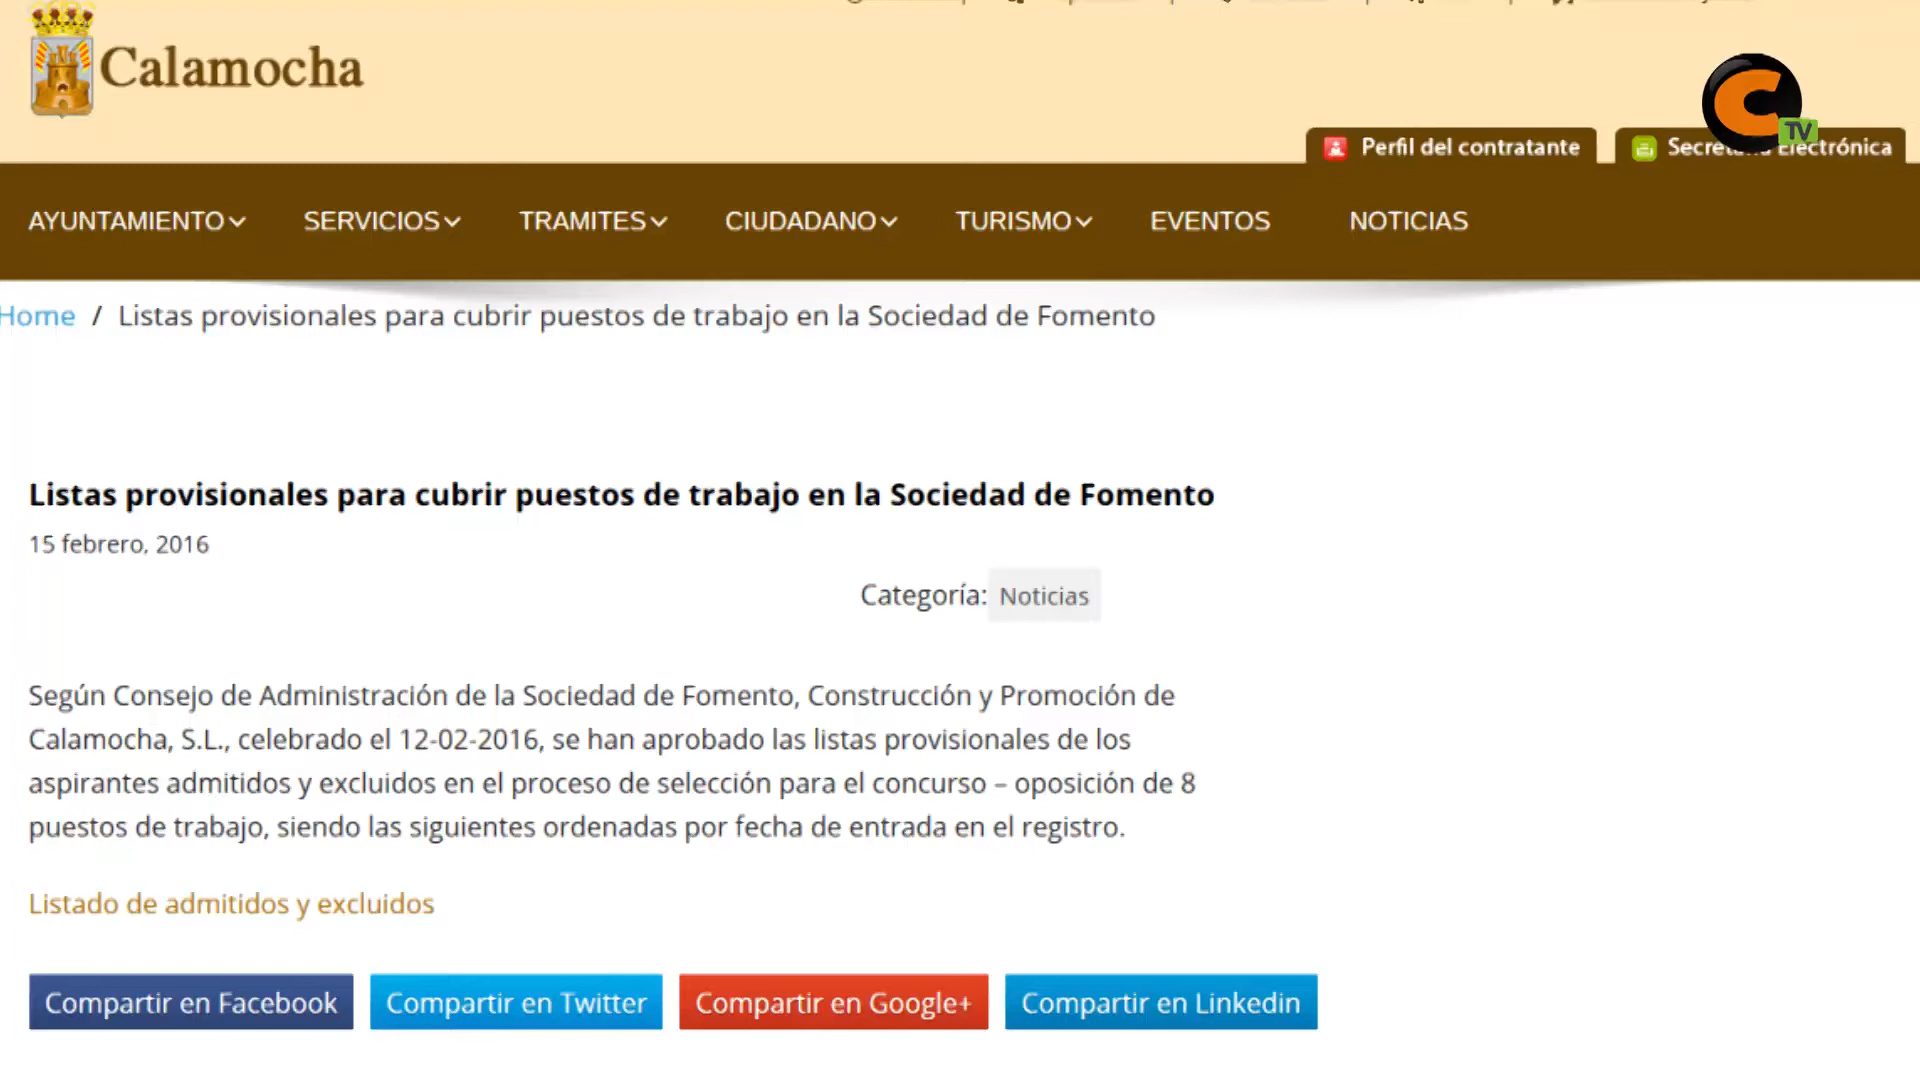 Calamocha
C
TV
Perfil del contratante
Electrónica
AYUNTAMIENTO
SERVICIOS
TRAMITES
CIUDADANO
TURISMO
EVENTOS
NOTICIAS
Home / Listas provisionales para cubrir puestos de trabajo en la Sociedad de Fomento
Listas provisionales para cubrir puestos de trabajo en la Sociedad de Fomento
15 febrero, 2016
Categoría: Noticias
Según Consejo de Administración de la Sociedad de Fomento, Construcción y Promoción de
Calamocha, S.L., celebrado el 12-02-2016, se han aprobado las listas provisionales de los
aspirantes admitidos y excluidos en el proceso de selección para el concurso – oposición de 8
puestos de trabajo, siendo las siguientes ordenadas por fecha de entrada en el registro.
Listado de admitidos y excluidos
Compartir en Facebook
Compartir en Twitter
Compartir en Google+
Compartir en Linkedin